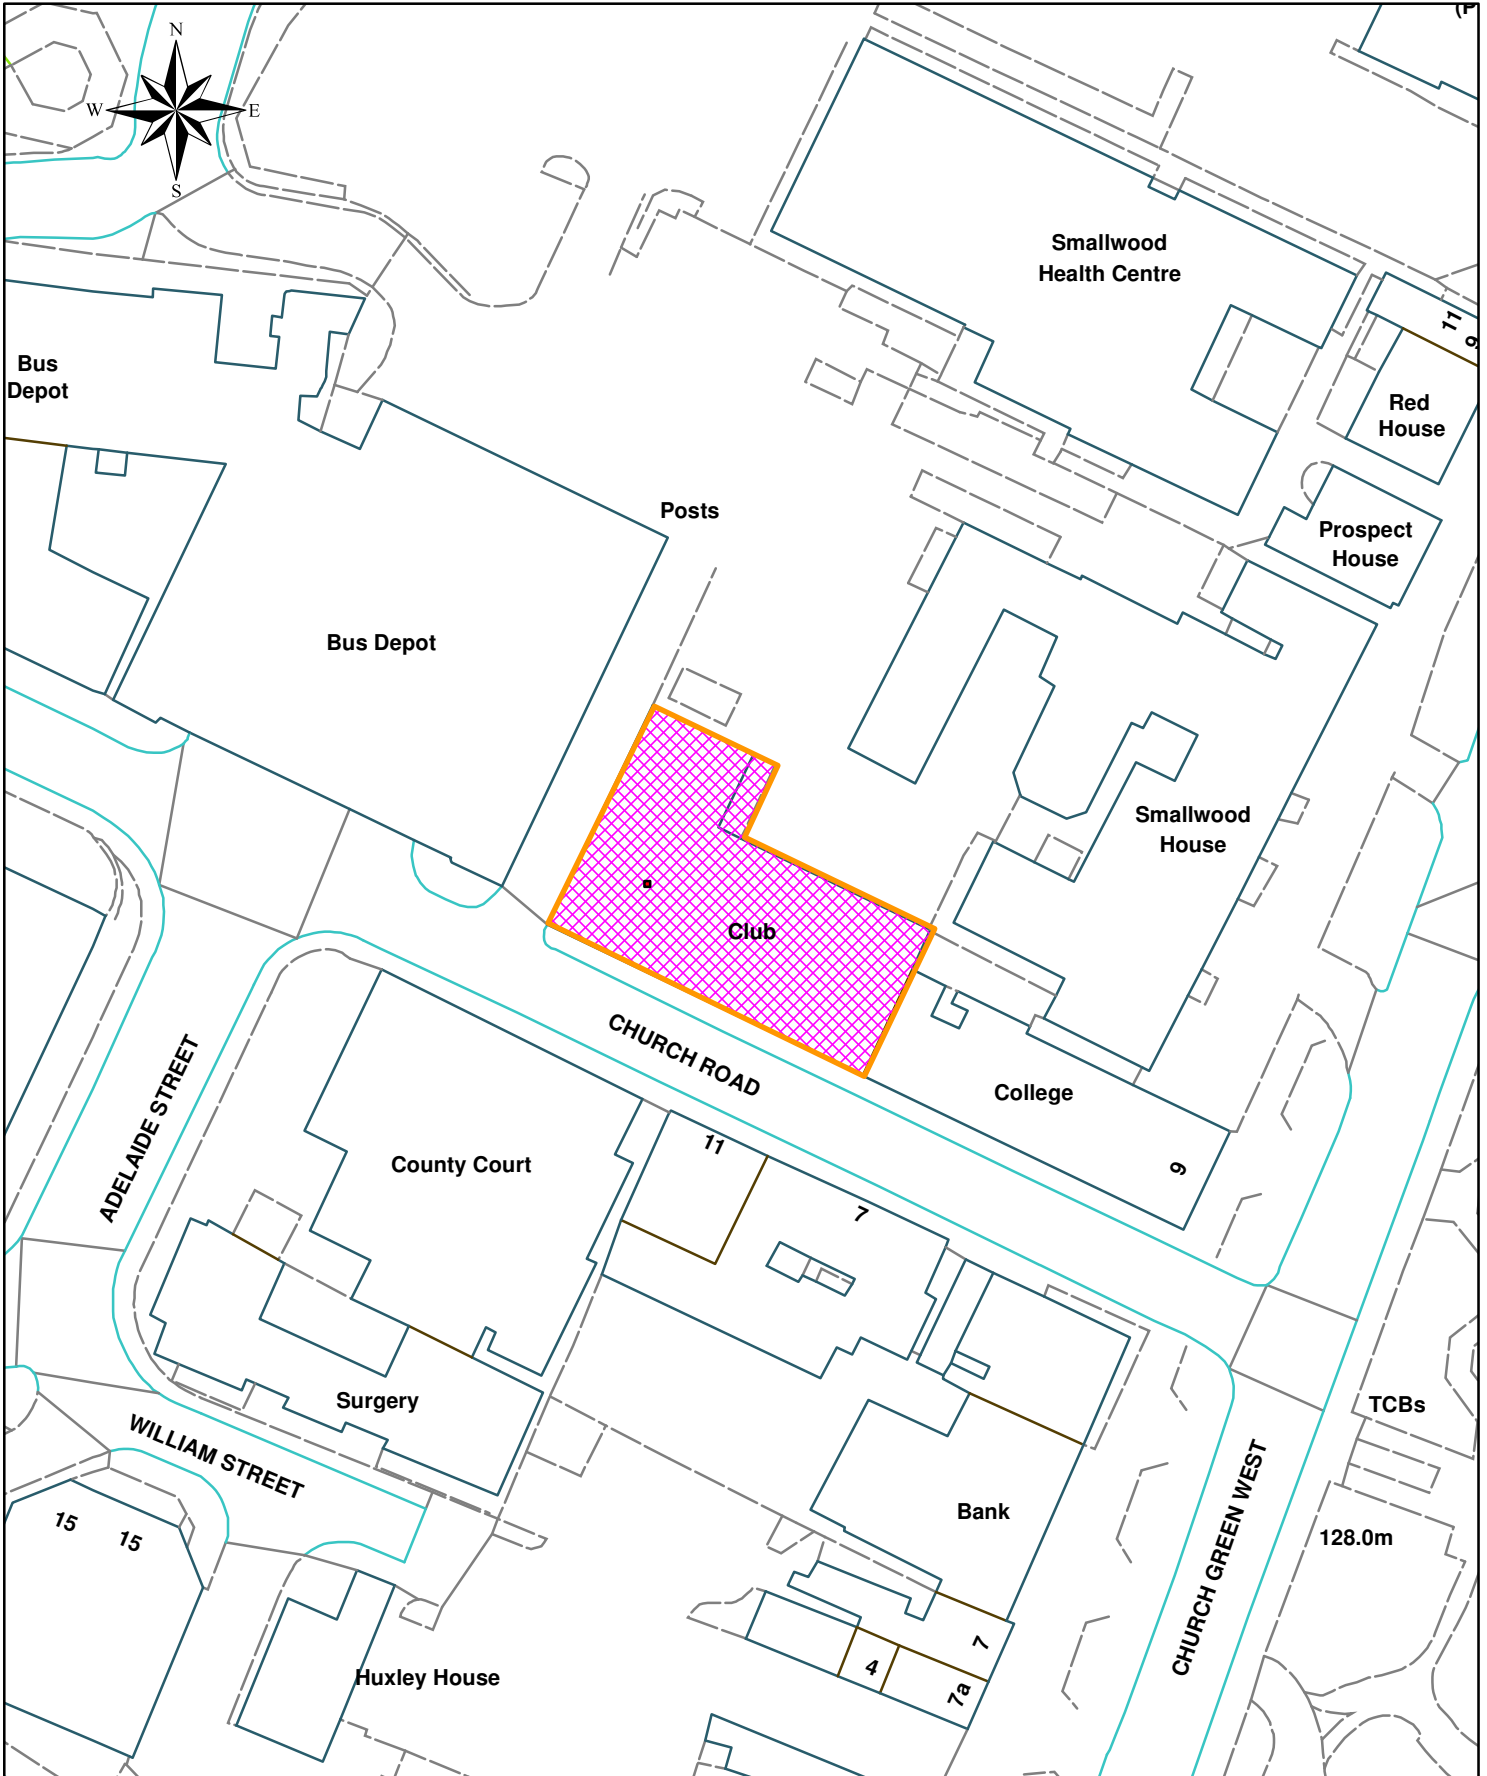 N
W
E
S
Smallwood
Health Centre
11
9
Bus
Depot
Red
House
Posts
Prospect
House
Bus Depot
Smallwood
House
Club
CHURCH ROAD
College
ADELAIDE STREET
County Court
11
9
7
Surgery
TCBs
WILLIAM STREET
15
15
Bank
128.0m
CHURCH GREEN WEST
Huxley House
7
4
7a